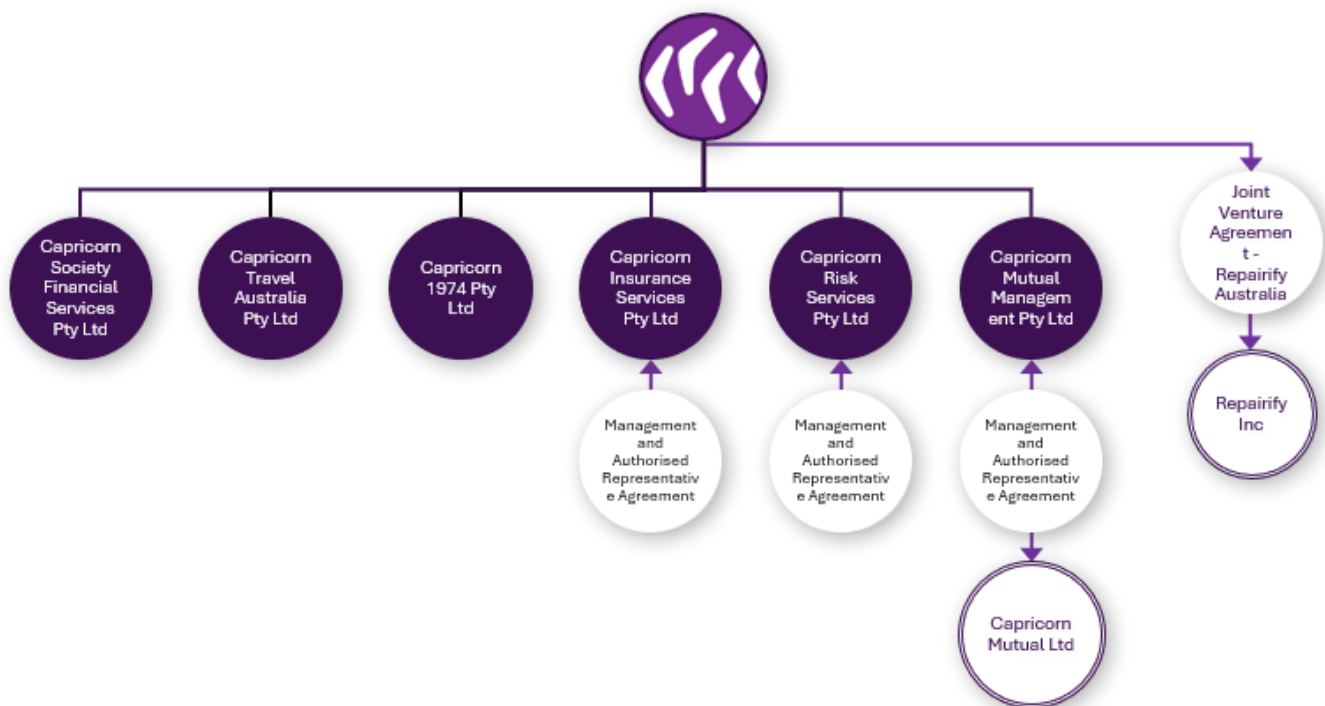 Capricorn
Society
Financial
Services
Pty Ltd
Capricorn
Travel
Australia
Pty Ltd
Capricorn
1974 Pty
Ltd
Capricorn
Insurance
Services
Pty Ltd
Capricorn
Risk
Services
Pty Ltd
Capricorn
Mutual
Managem
ent Pty Ltd
Joint
Venture
Agreemen
t -
Repairify
Australia
Management
and
Authorised
Representativ
e Agreement
Management
and
Authorised
Representativ
e Agreement
Management
and
Authorised
Representativ
e Agreement
Repairify
Inc
Capricorn
Mutual Ltd